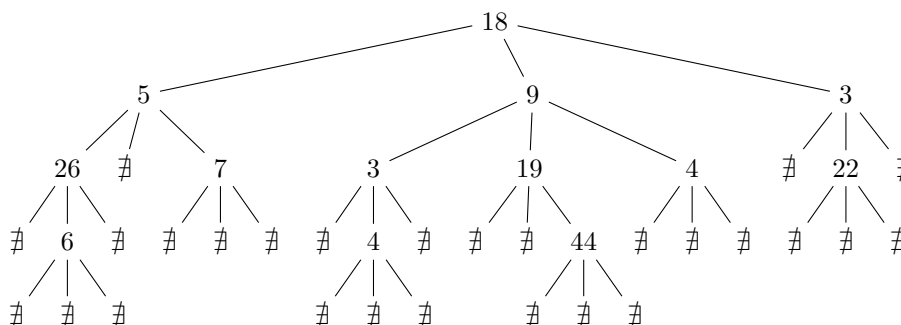 18
5 9 3
26 ∄ 7 3 19 4 ∄ 22 ∄
∄ 6 ∄ ∄ ∄ ∄ ∄ 4 ∄ ∄ ∄ 44 ∄ ∄ ∄ ∄ ∄ ∄
∄ ∄ ∄ ∄ ∄ ∄ ∄ ∄ ∄